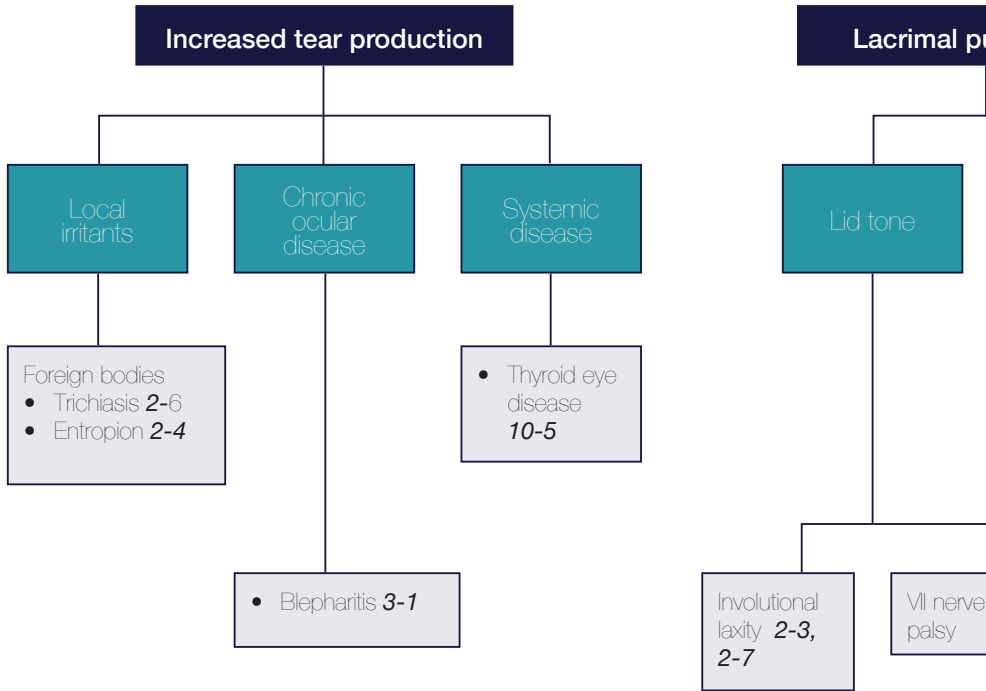 Increased tear production
Local
irritants
Chronic
ocular
disease
Systemic
disease
Foreign bodies
• Trichiasis 2-6
• Entropion 2-4
• Thyroid eye
disease
10-5
• Blepharitis 3-1
Lacrimal
Lid tone
Involutional
laxity 2-3,
2-7
VII nerve
palsy